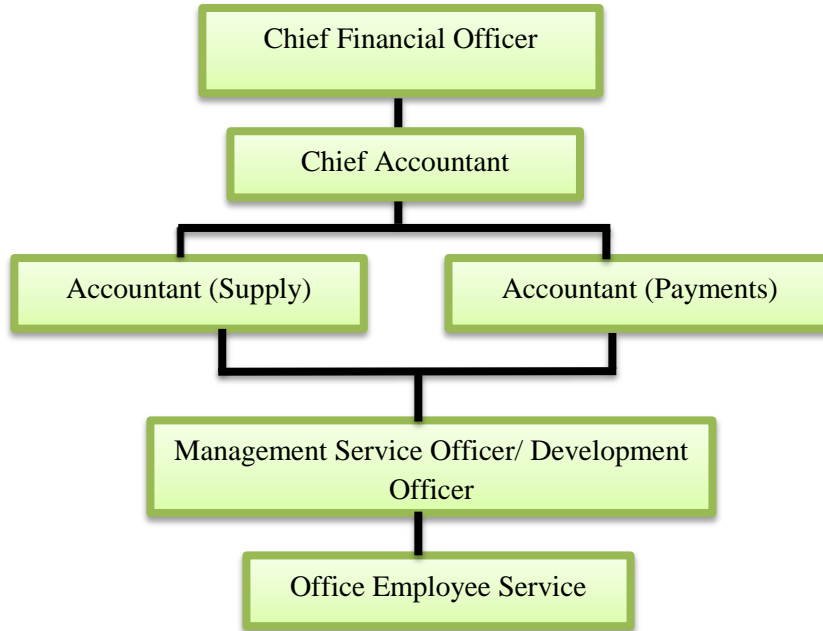 Chief Financial Officer
Chief Accountant
Accountant (Supply)
Accountant (Payments)
Management Service Officer/ Development
Officer
Office Employee Service